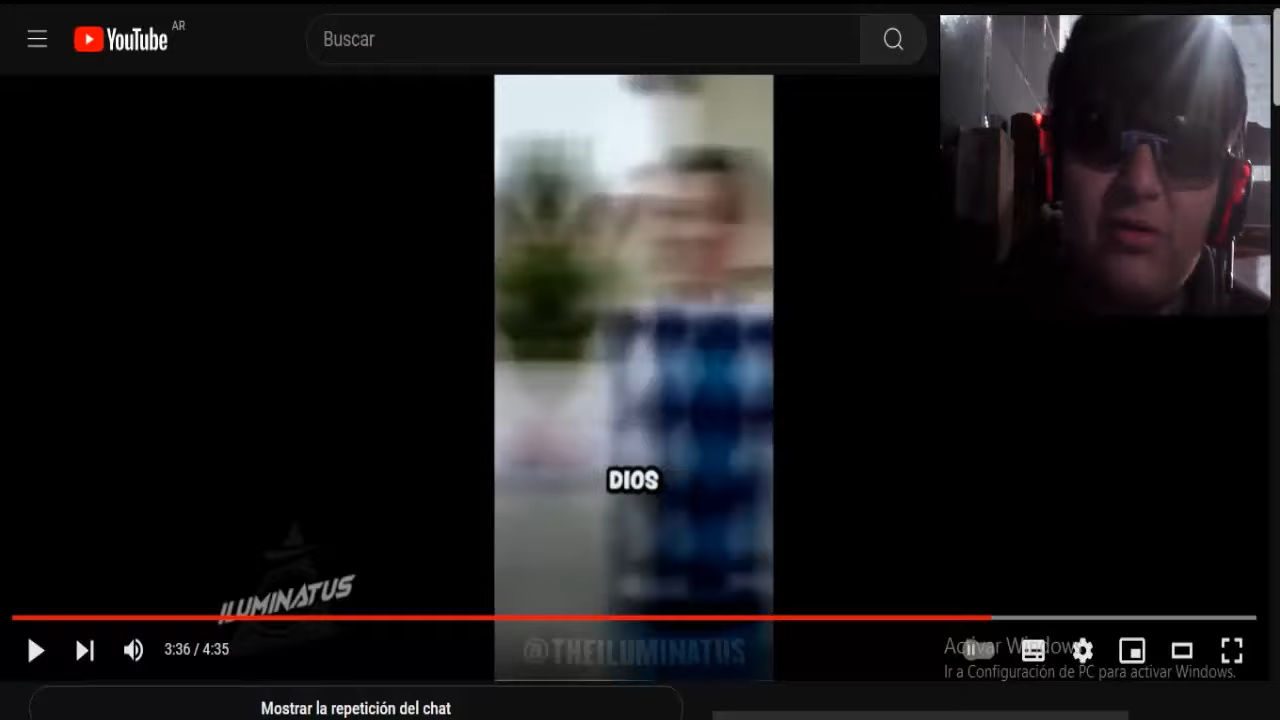 YouTube
AR
Buscar
DIOS
ILUMINATUS
@THEILUMINATUS
3:36 / 4:35
Activar Windows
Ir a Configuración de PC para activar Windows.
Mostrar la repetición del chat